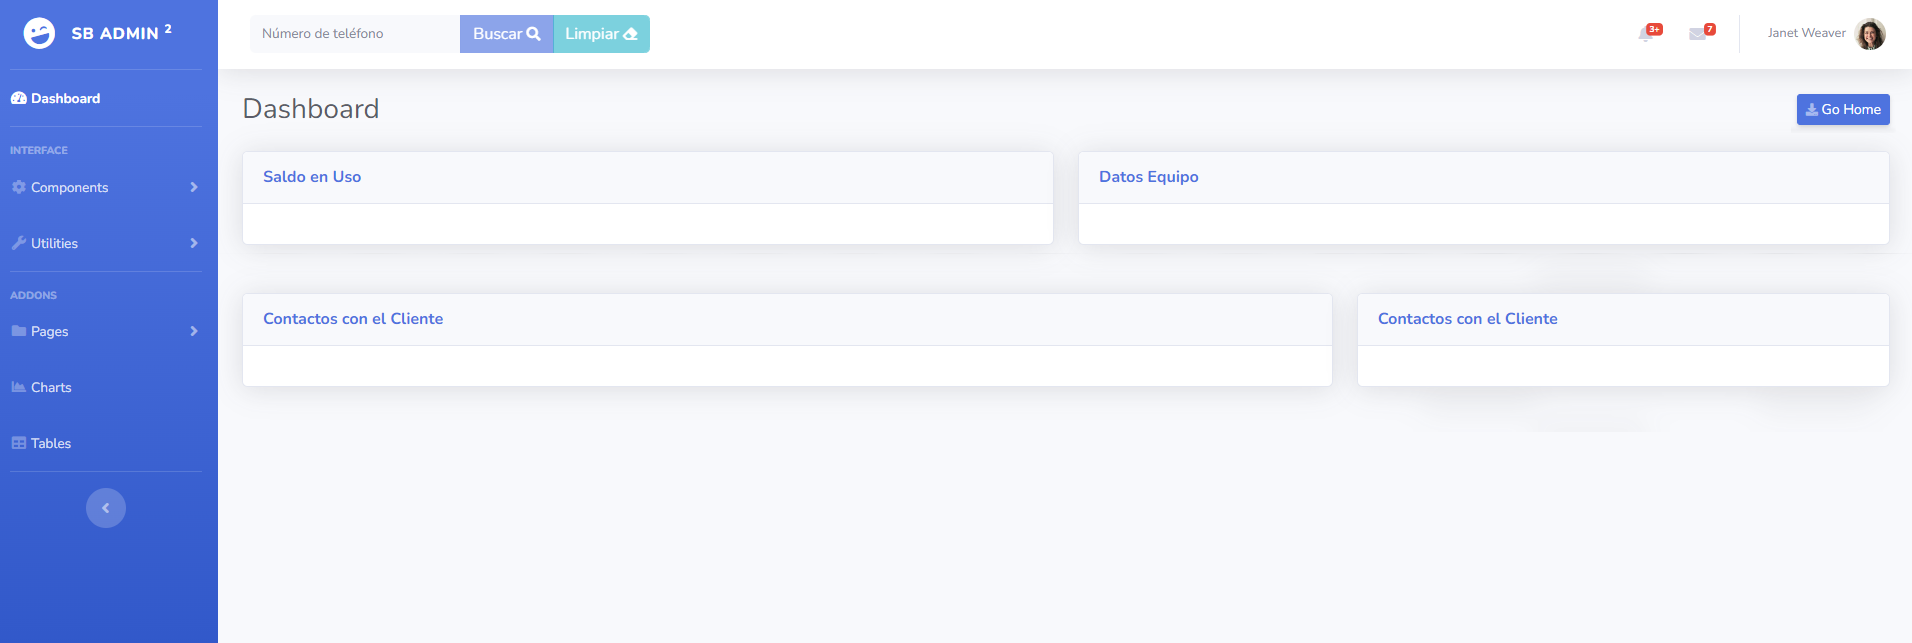 SB ADMIN 2
Número de teléfono
Buscar
Limpiar
3+
7
Janet Weaver
Dashboard
INTERFACE
Components
Utilities
ADDONS
Pages
Charts
Tables
Dashboard
Go Home
Saldo en Uso
Datos Equipo
Contactos con el Cliente
Contactos con el Cliente